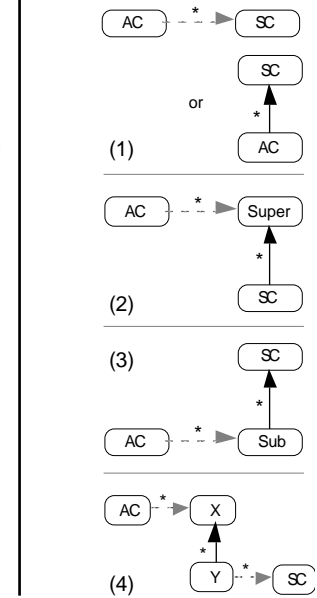 AC * SC
SC
or
*
(1) AC
AC * Super
*
(2) SC
(3) SC
*
AC * Sub
AC * X
*
(4) Y * SC